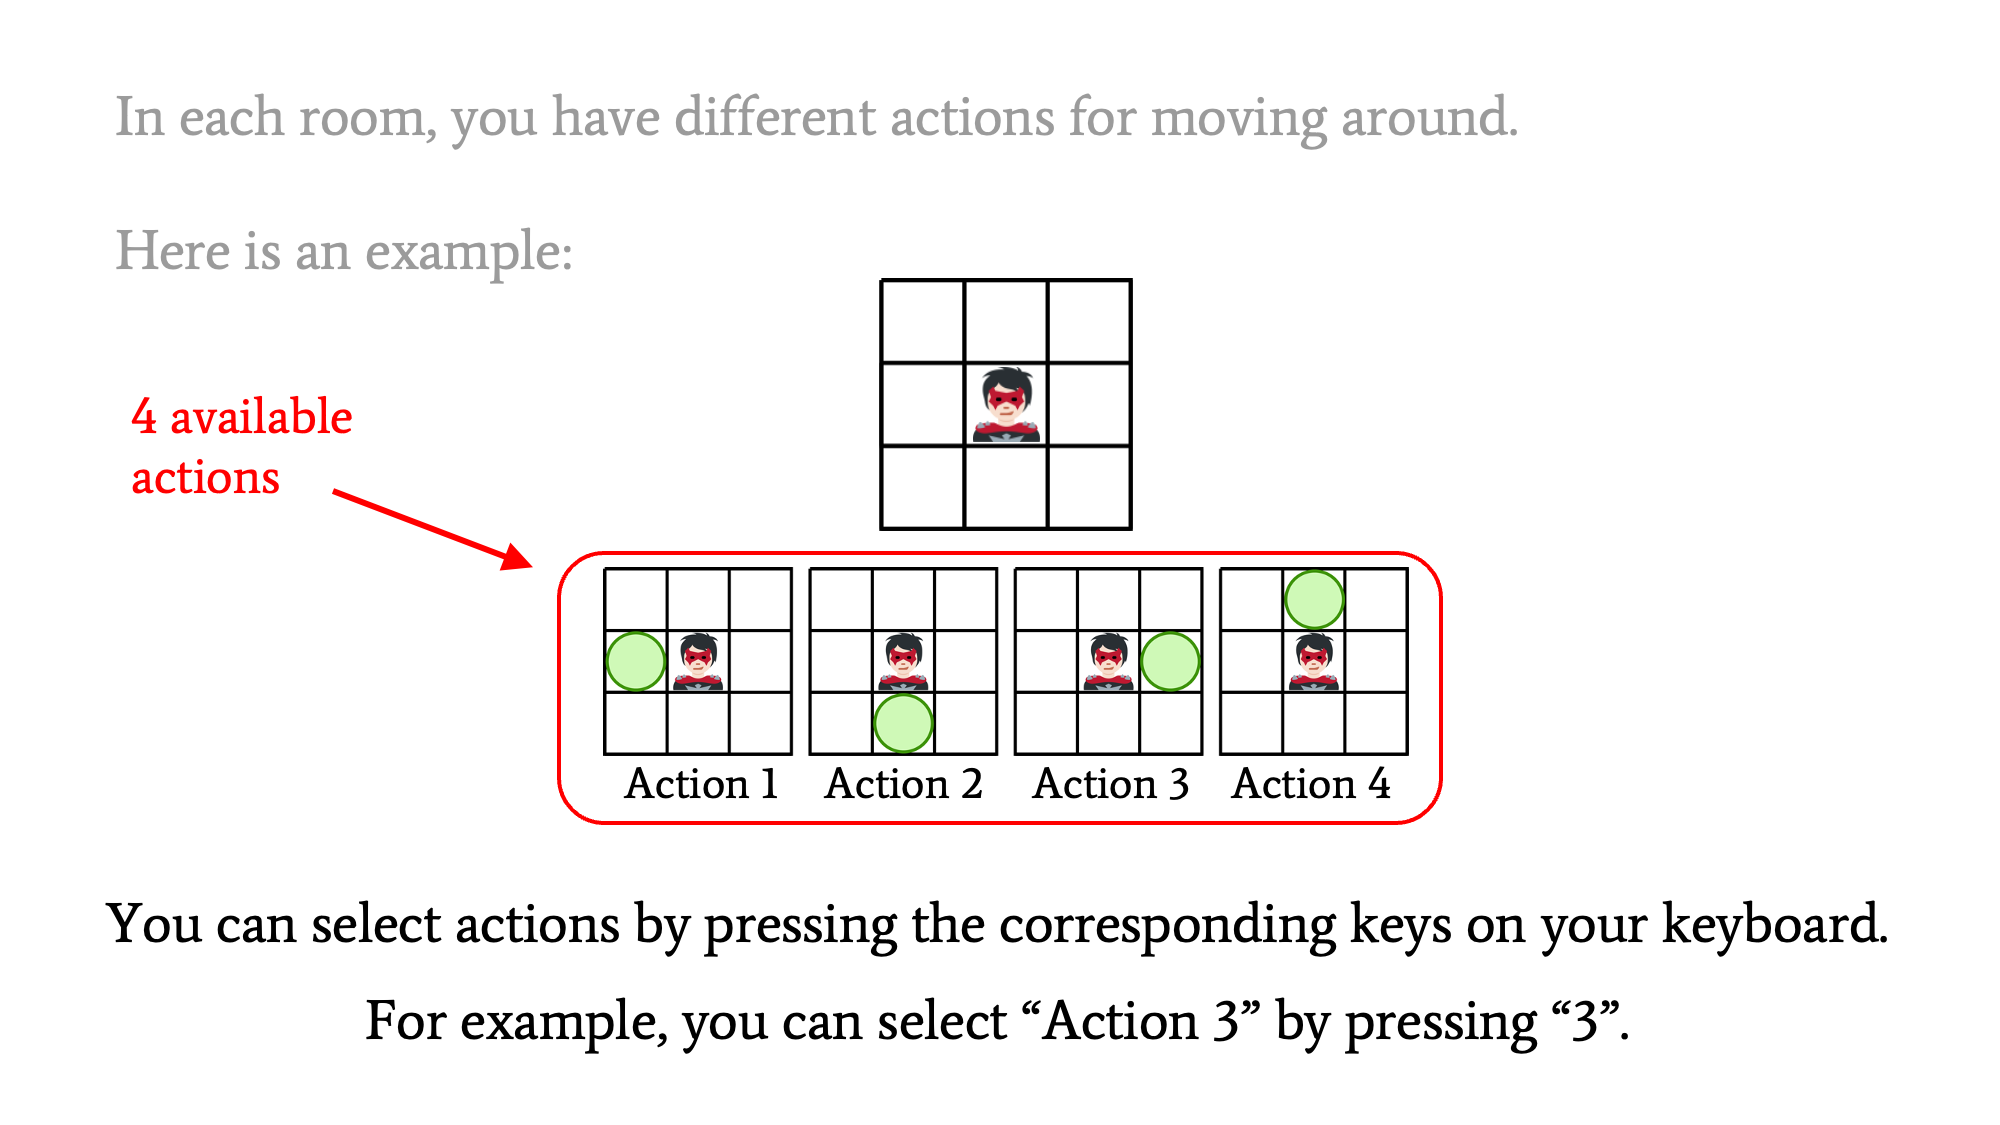 In each room, you have different actions for moving around.
Here is an example:
4 available
actions
Action 1
Action 2
Action 3
Action 4
You can select actions by pressing the corresponding keys on your keyboard.
For example, you can select “Action 3” by pressing “3”.